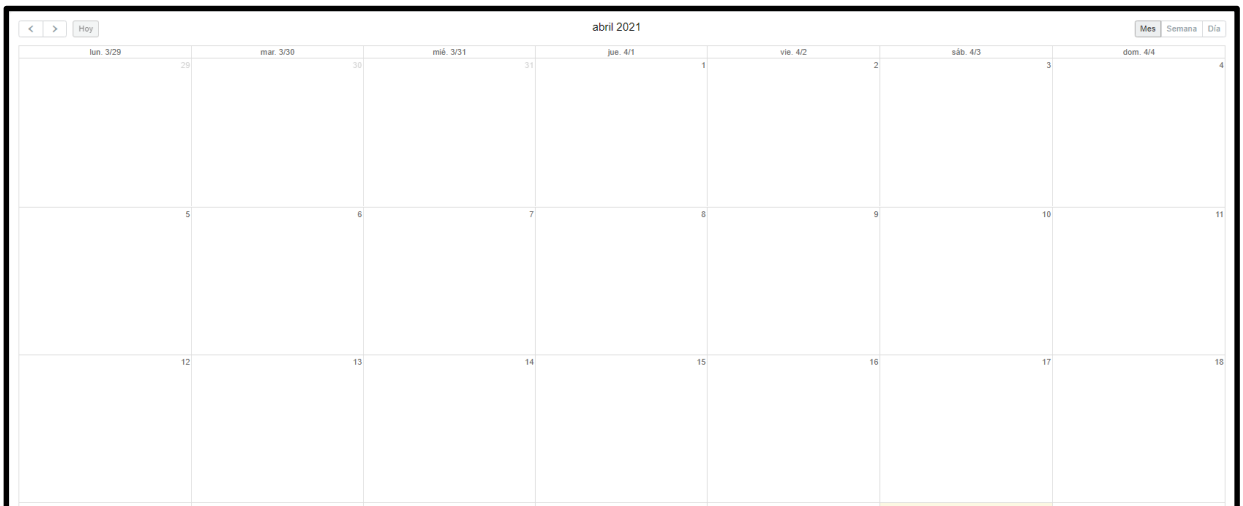 Hoy abril 2021 Mes Semana Día
lun. 3/29 mar. 3/30 mié. 3/31 jue. 4/1 vie. 4/2 sáb. 4/3 dom. 4/4
29 30 31 1 2 3 4
5 6 7 8 9 10 11
12 13 14 15 16 17 18